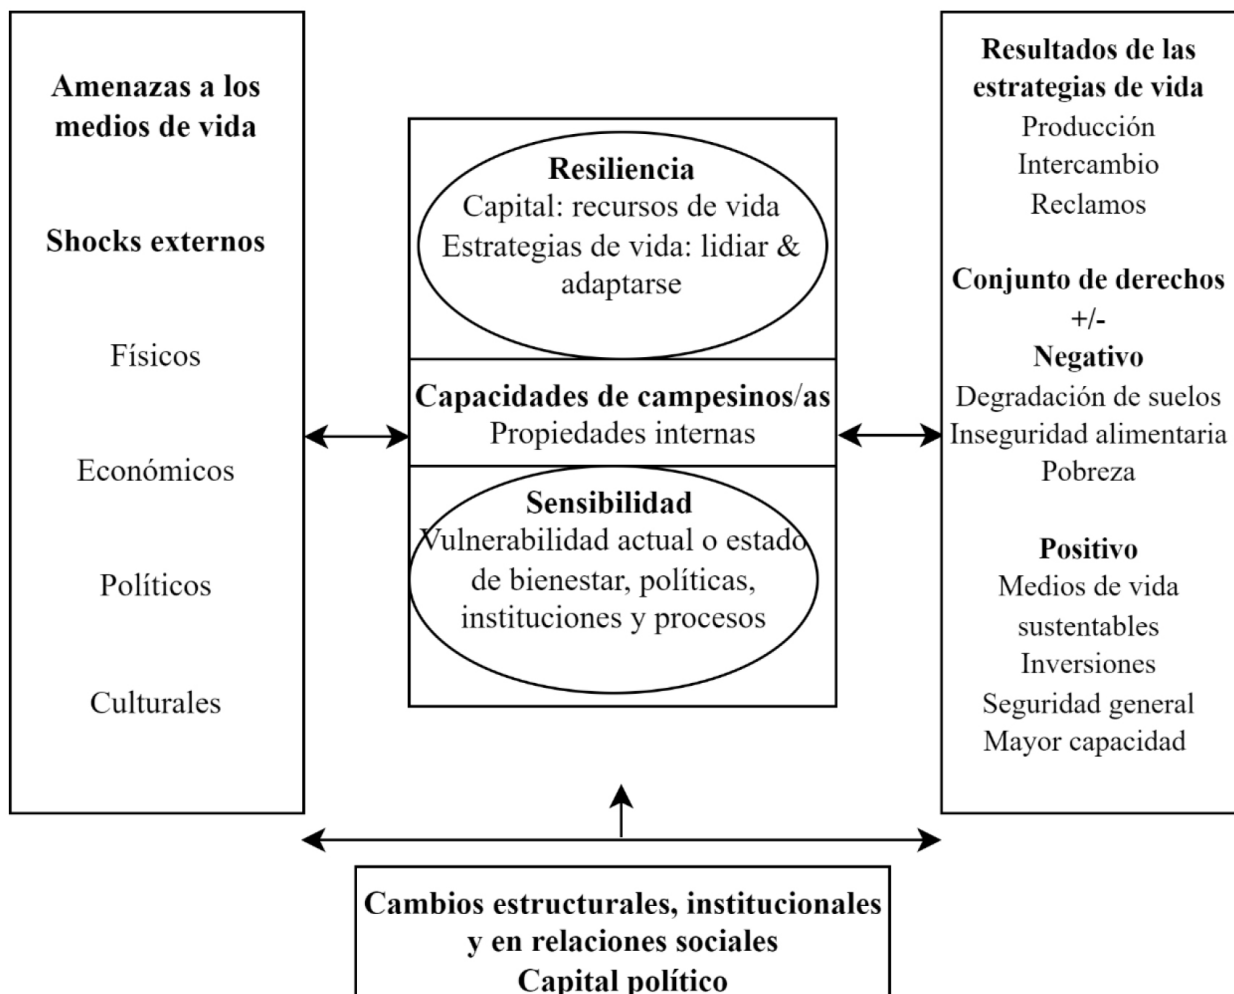 Amenazas a los
medios de vida
Shocks externos
Físicos
Económicos
Políticos
Culturales
Resiliencia
Capital: recursos de vida
Estrategias de vida: lidiar &
adaptarse
Capacidades de campesinos/as
Propiedades internas
Sensibilidad
Vulnerabilidad actual o estado
de bienestar, políticas,
instituciones y procesos
Resultados de las
estrategias de vida
Producción
Intercambio
Reclamos
Conjunto de derechos
+/-
Negativo
Degradación de suelos
Inseguridad alimentaria
Pobreza
Positivo
Medios de vida
sustentables
Inversiones
Seguridad general
Mayor capacidad
Cambios estructurales, institucionales
y en relaciones sociales
Capital político